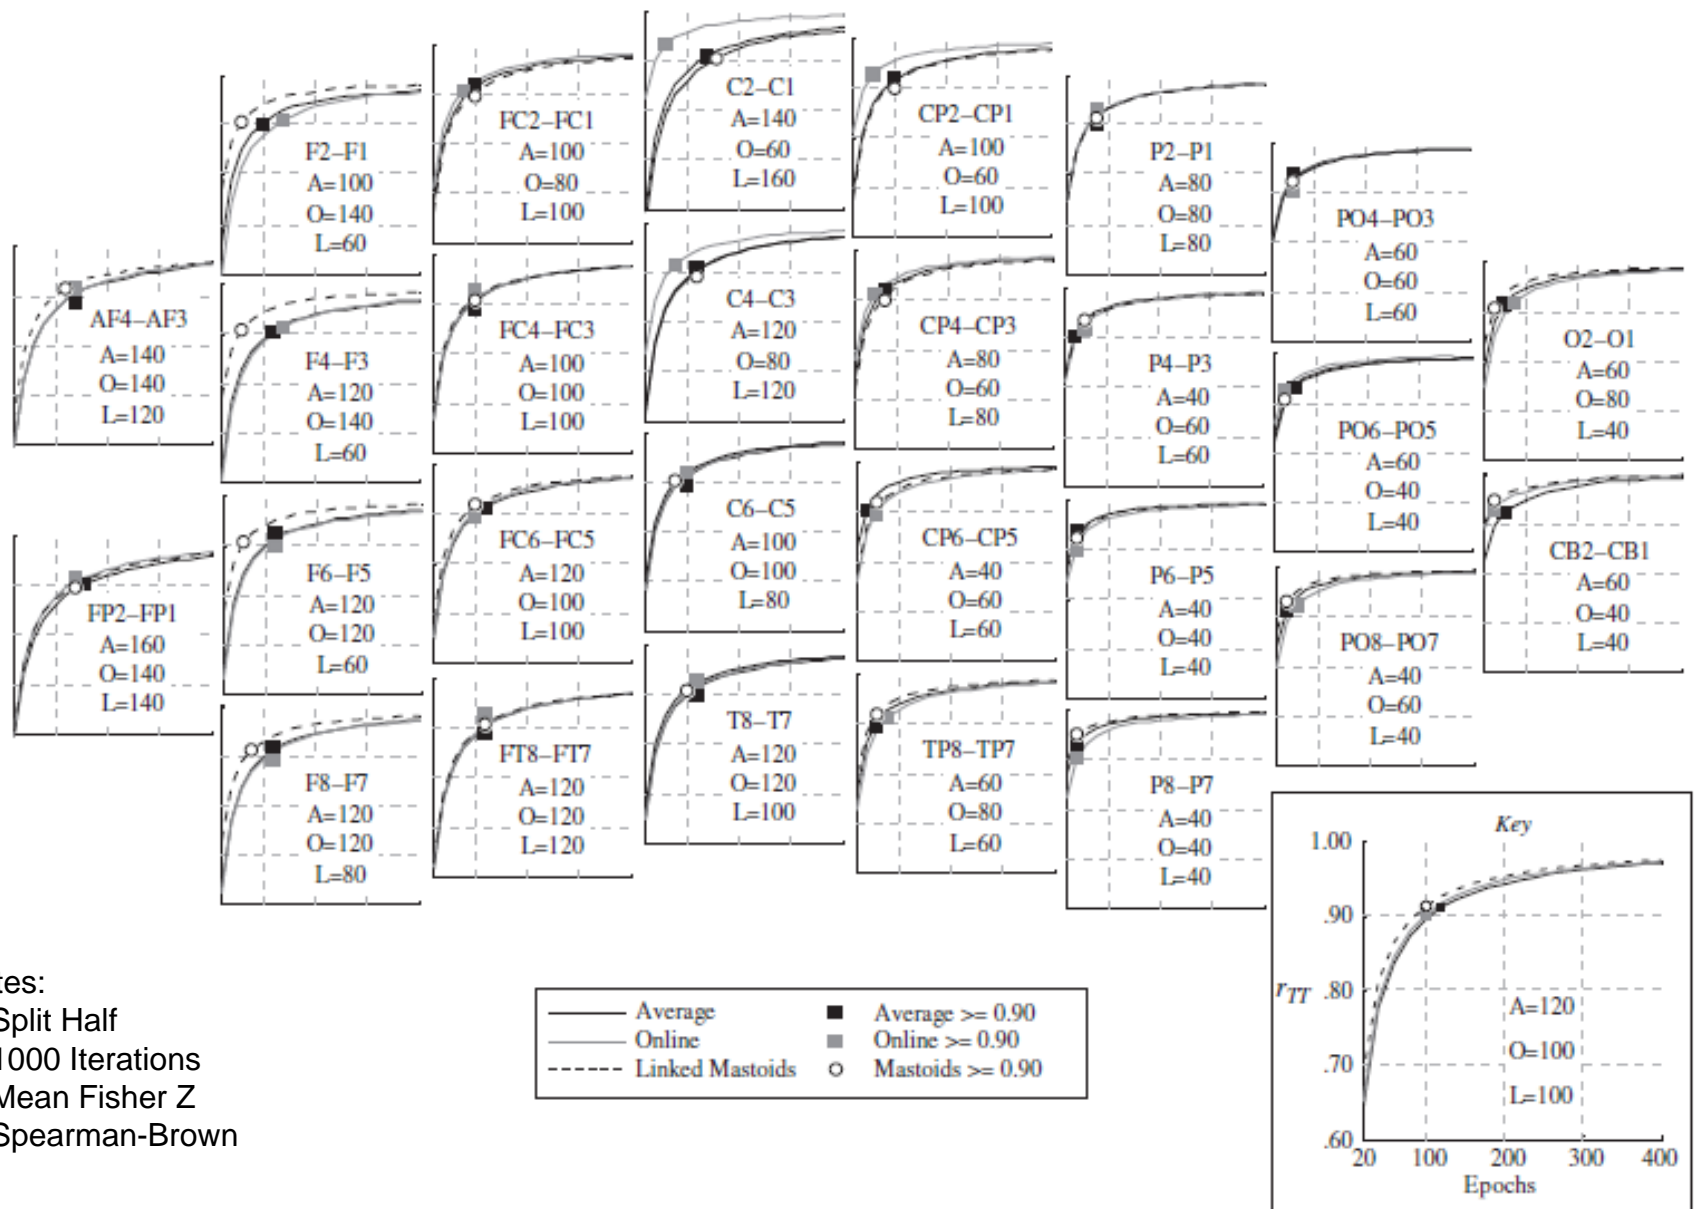 C2–C1
A=140
O=60
L=160
FC2–FC1
A=100
O=80
L=100
CP2–CP1
A=100
O=60
L=100
F2–F1
A=100
O=140
L=60
P2–P1
A=80
O=80
L=80
PO4–PO3
A=60
O=60
L=60
AF4–AF3
A=140
O=140
L=120
F4–F3
A=120
O=140
L=60
FC4–FC3
A=100
O=100
L=100
C4–C3
A=120
O=80
L=120
CP4–CP3
A=80
O=60
L=80
P4–P3
A=40
O=60
L=60
O2–O1
A=60
O=80
L=40
PO6–PO5
A=60
O=40
L=40
FP2–FP1
A=160
O=140
L=140
F6–F5
A=120
O=120
L=60
FC6–FC5
A=120
O=100
L=100
C6–C5
A=100
O=100
L=80
CP6–CP5
A=40
O=60
L=60
P6–P5
A=40
O=40
L=40
CB2–CB1
A=60
O=40
L=40
PO8–PO7
A=40
O=60
L=40
F8–F7
A=120
O=120
L=80
FT8–FT7
A=120
O=120
L=120
T8–T7
A=120
O=120
L=100
TP8–TP7
A=60
O=80
L=60
P8–P7
A=40
O=40
L=40
Key
1.00
.90
rTT .80
.70
.60
A=120
O=100
L=100
20 100 200 300 400
Epochs
Average
Online
Linked Mastoids
Average >= 0.90
Online >= 0.90
Mastoids >= 0.90
tes:
Split Half
1000 Iterations
Mean Fisher Z
Spearman-Brown